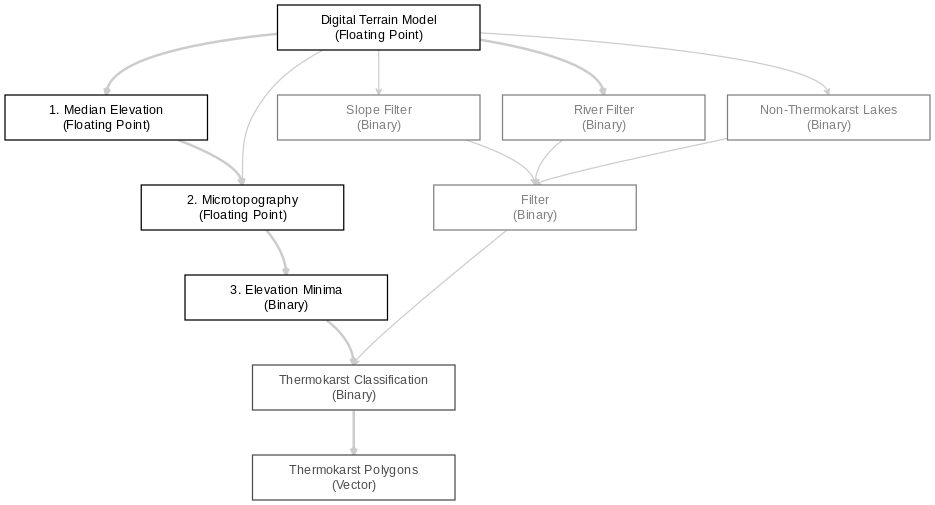 Digital Terrain Model
(Floating Point)
1. Median Elevation
(Floating Point)
Slope Filter
(Binary)
River Filter
(Binary)
Non-Thermokarst Lakes
(Binary)
2. Microtopography
(Floating Point)
Filter
(Binary)
3. Elevation Minima
(Binary)
Thermokarst Classification
(Binary)
Thermokarst Polygons
(Vector)